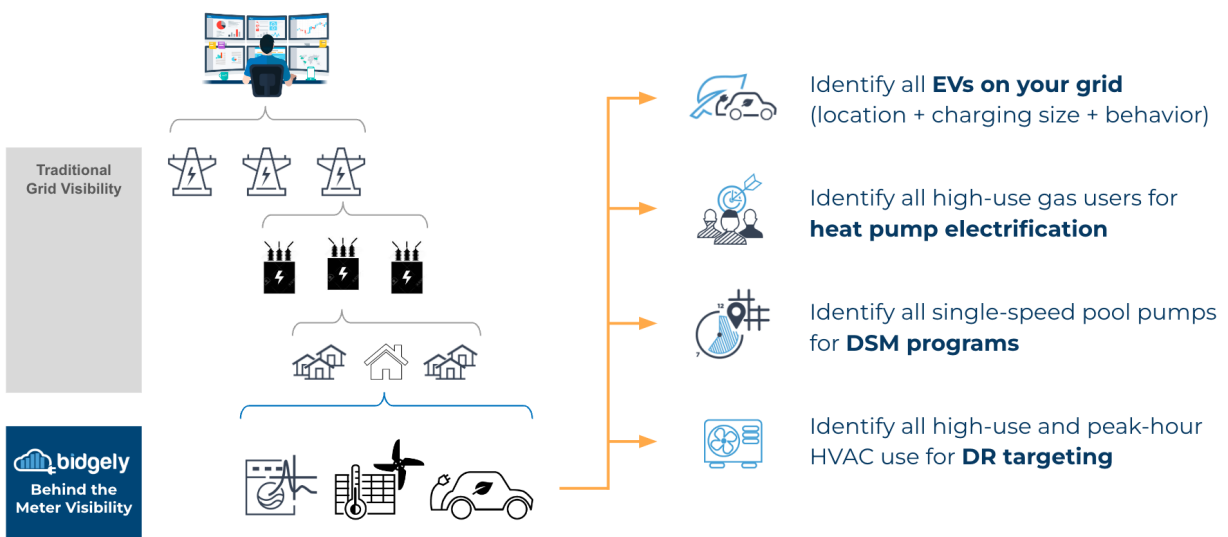 Traditional
Grid Visibility
bidgely
Behind the
Meter Visibility
Identify all EVs on your grid
(location + charging size + behavior)
Identify all high-use gas users for
heat pump electrification
12
7
Identify all single-speed pool pumps
for DSM programs
Identify all high-use and peak-hour
HVAC use for DR targeting